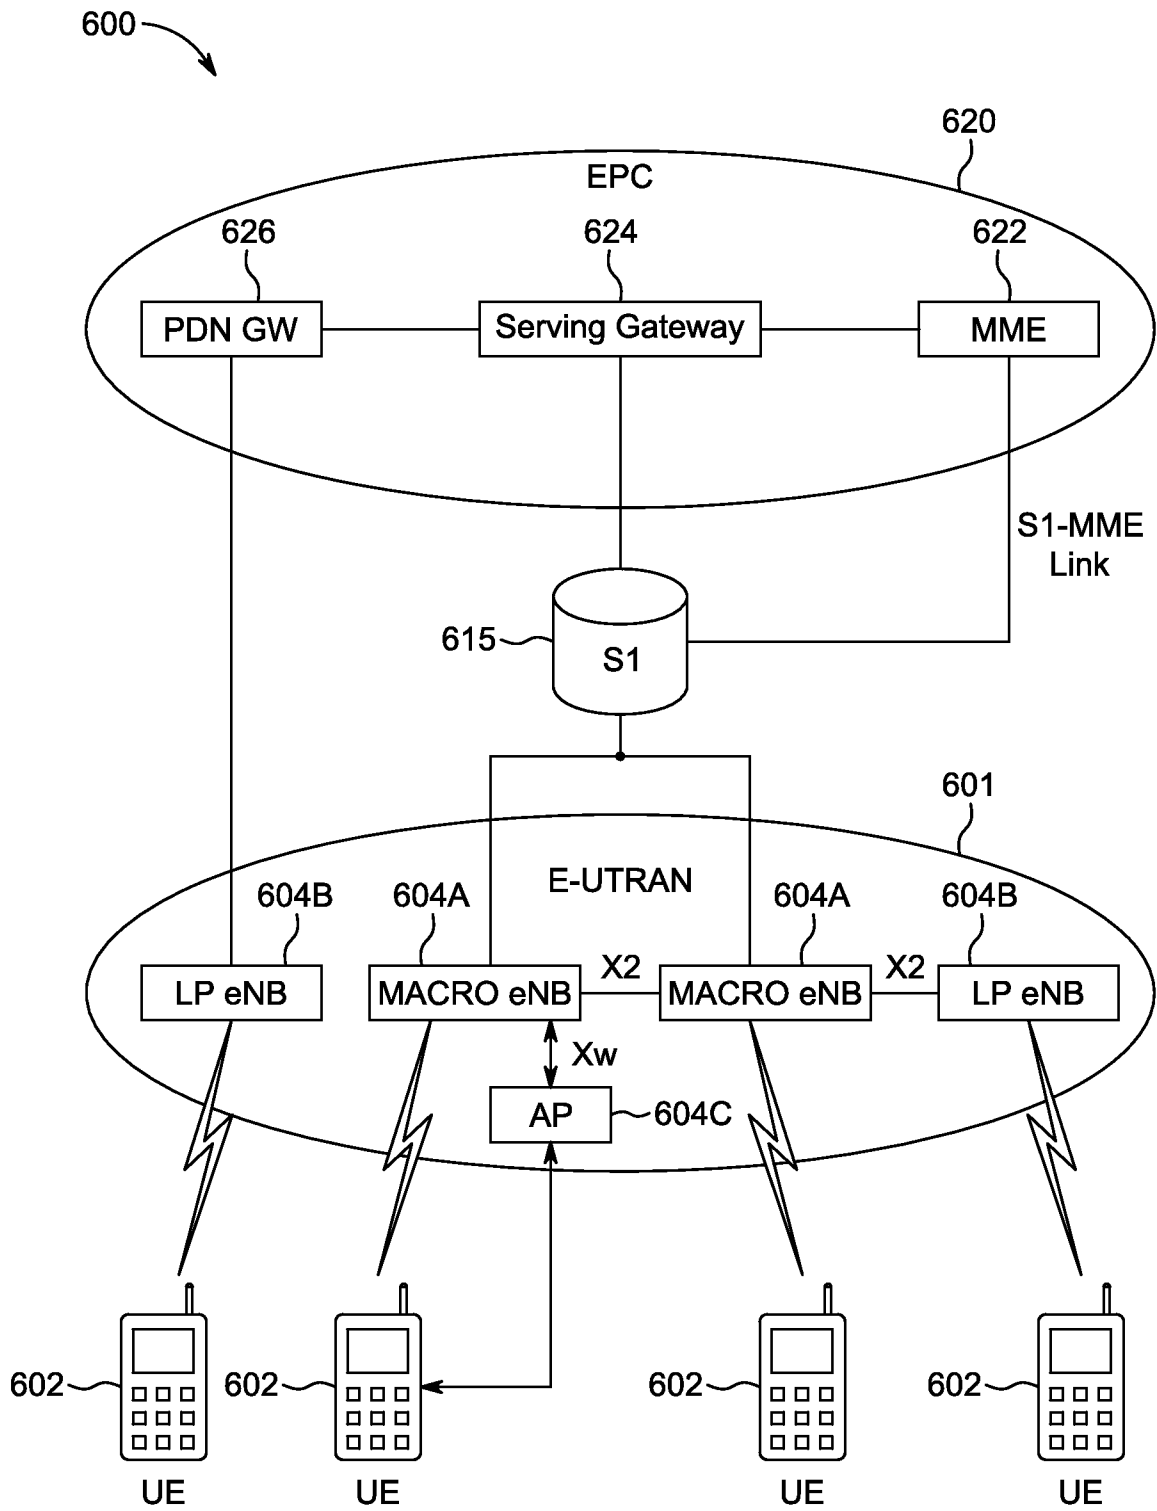 600
620
EPC
626
624
622
PDN GW
Serving Gateway
MME
S1-MME
Link
615
S1
601
E-UTRAN
604B
604A
604A
604B
X2
X2
LP eNB
MACRO eNB
MACRO eNB
LP eNB
Xw
AP
604C
602
602
602
602
UE
UE
UE
UE